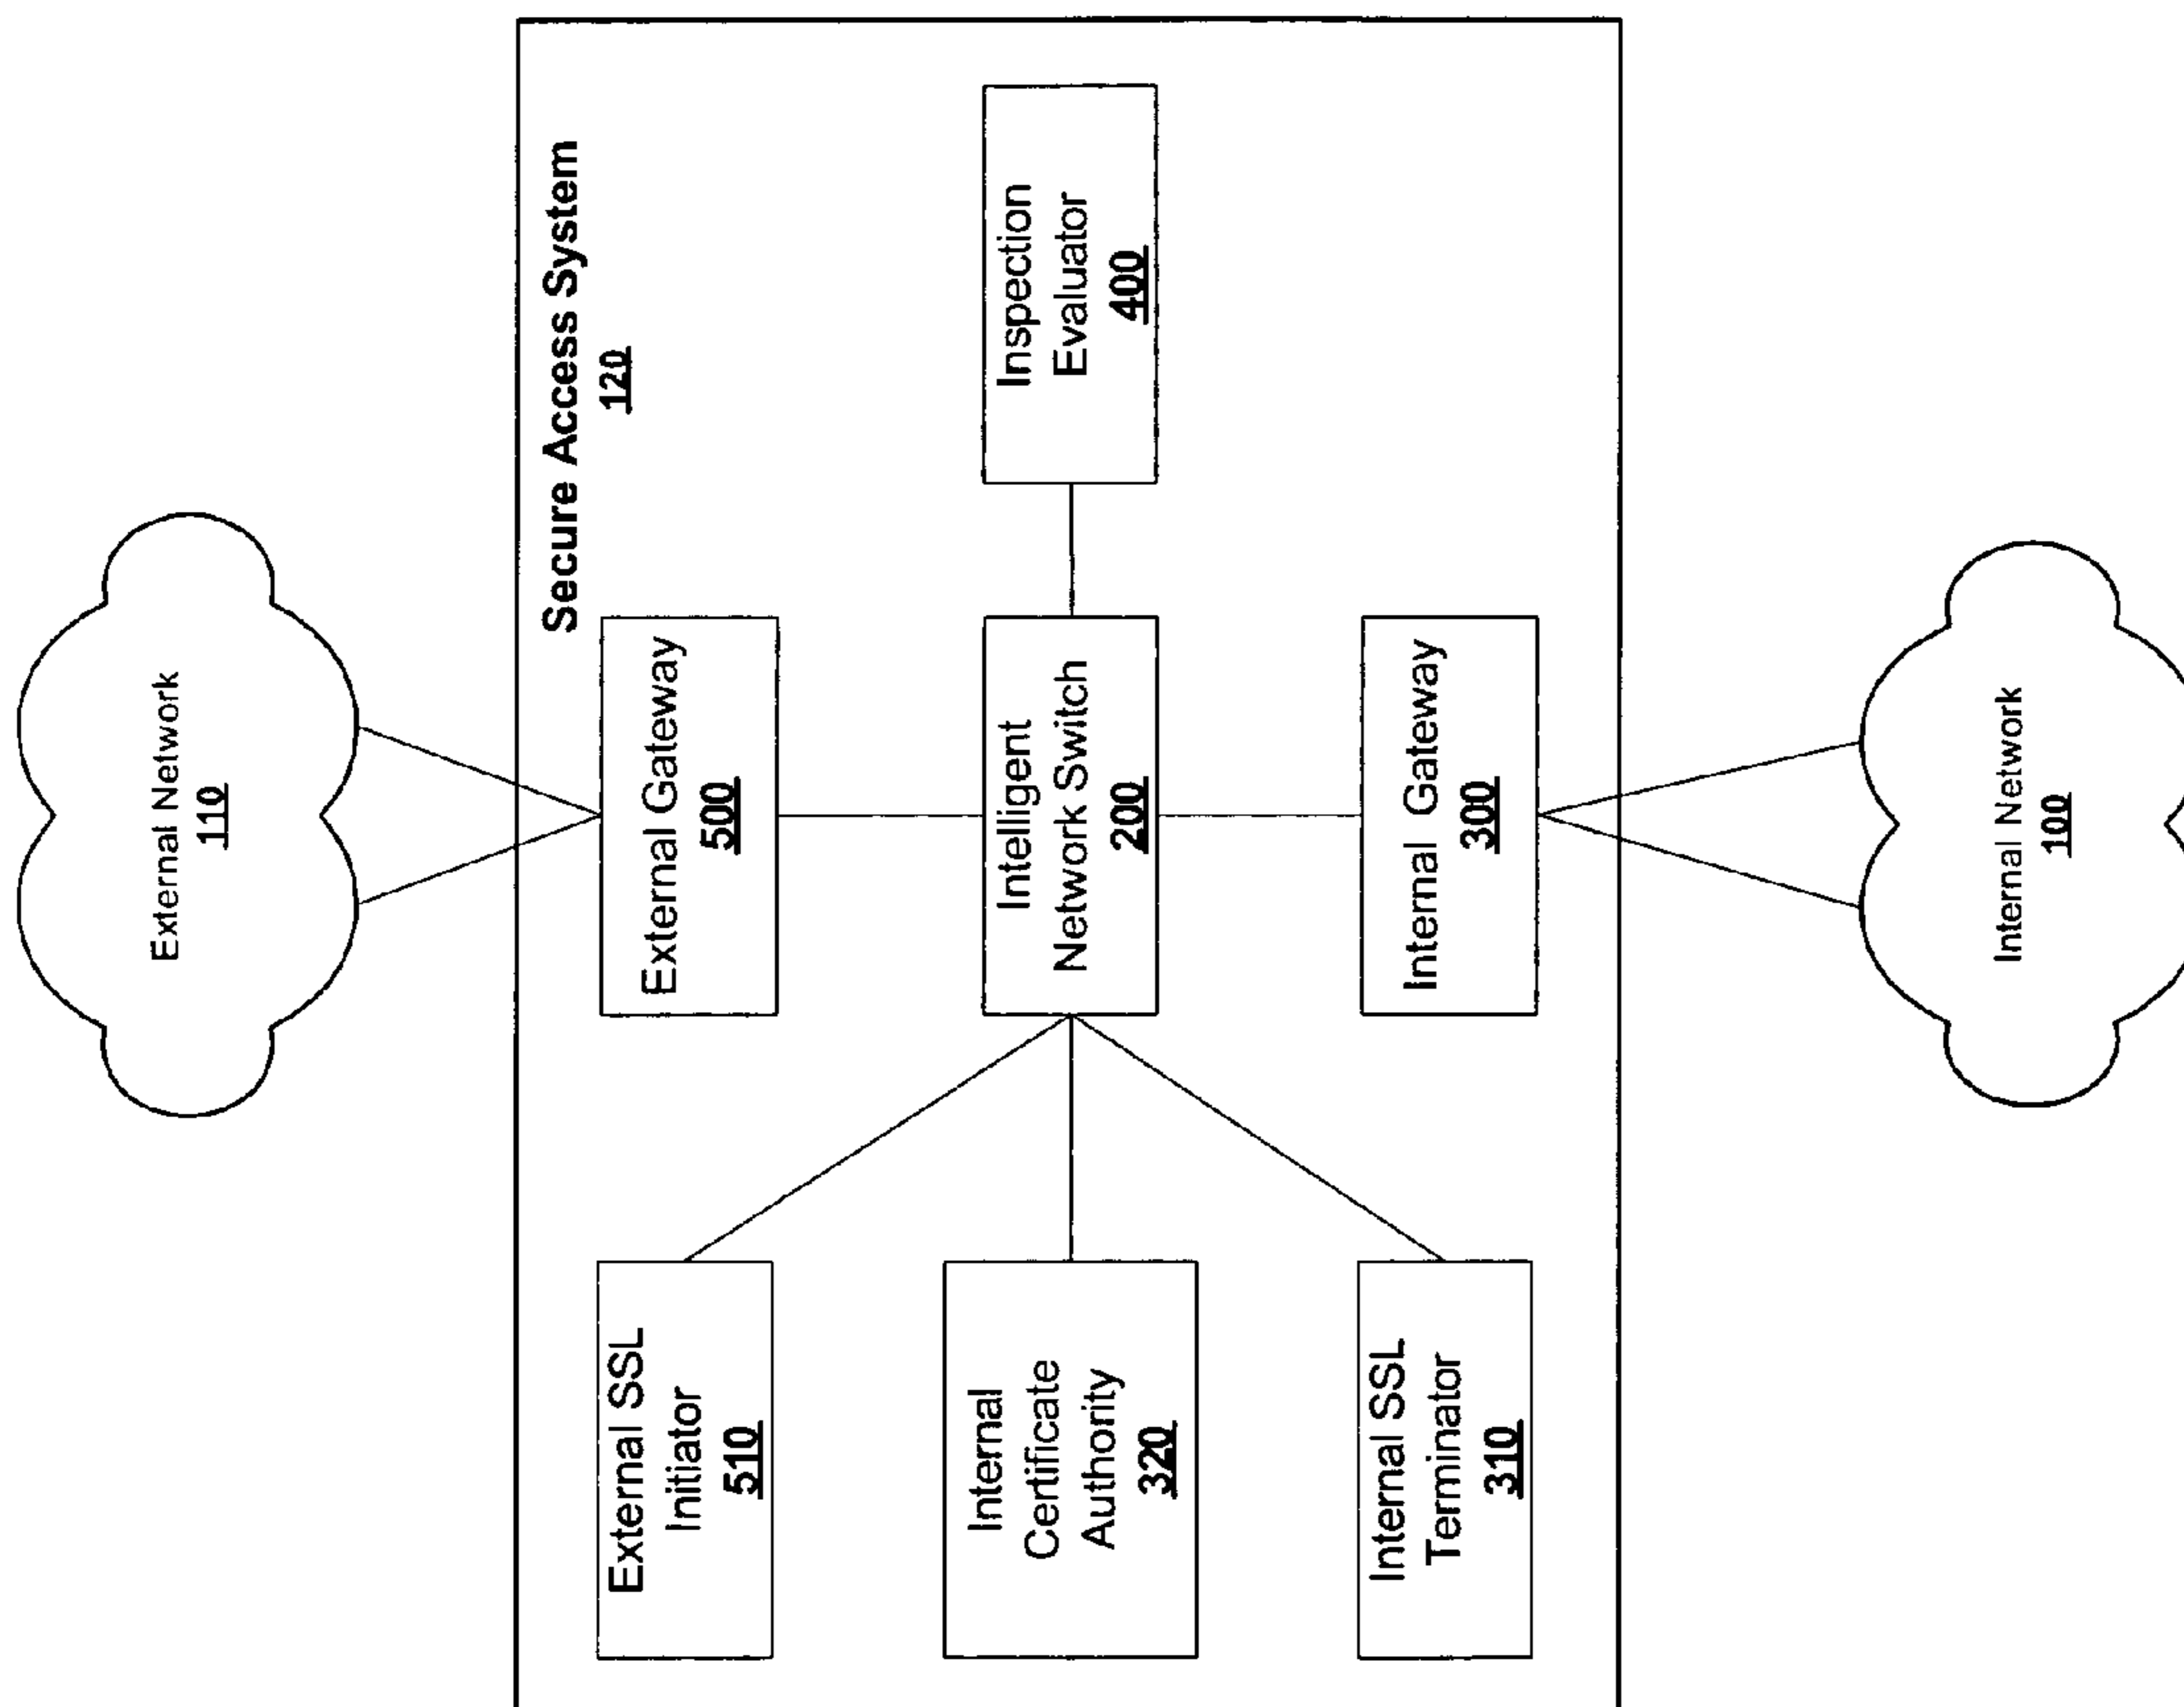 External Network
110
Secure Access System
120
External Gateway
500
Inspection
Evaluator
400
Intelligent
Network Switch
200
External SSL
Initiator
510
Internal
Certificate
Authority
320
Internal SSL
Terminator
310
Internal Gateway
300
Internal Network
100